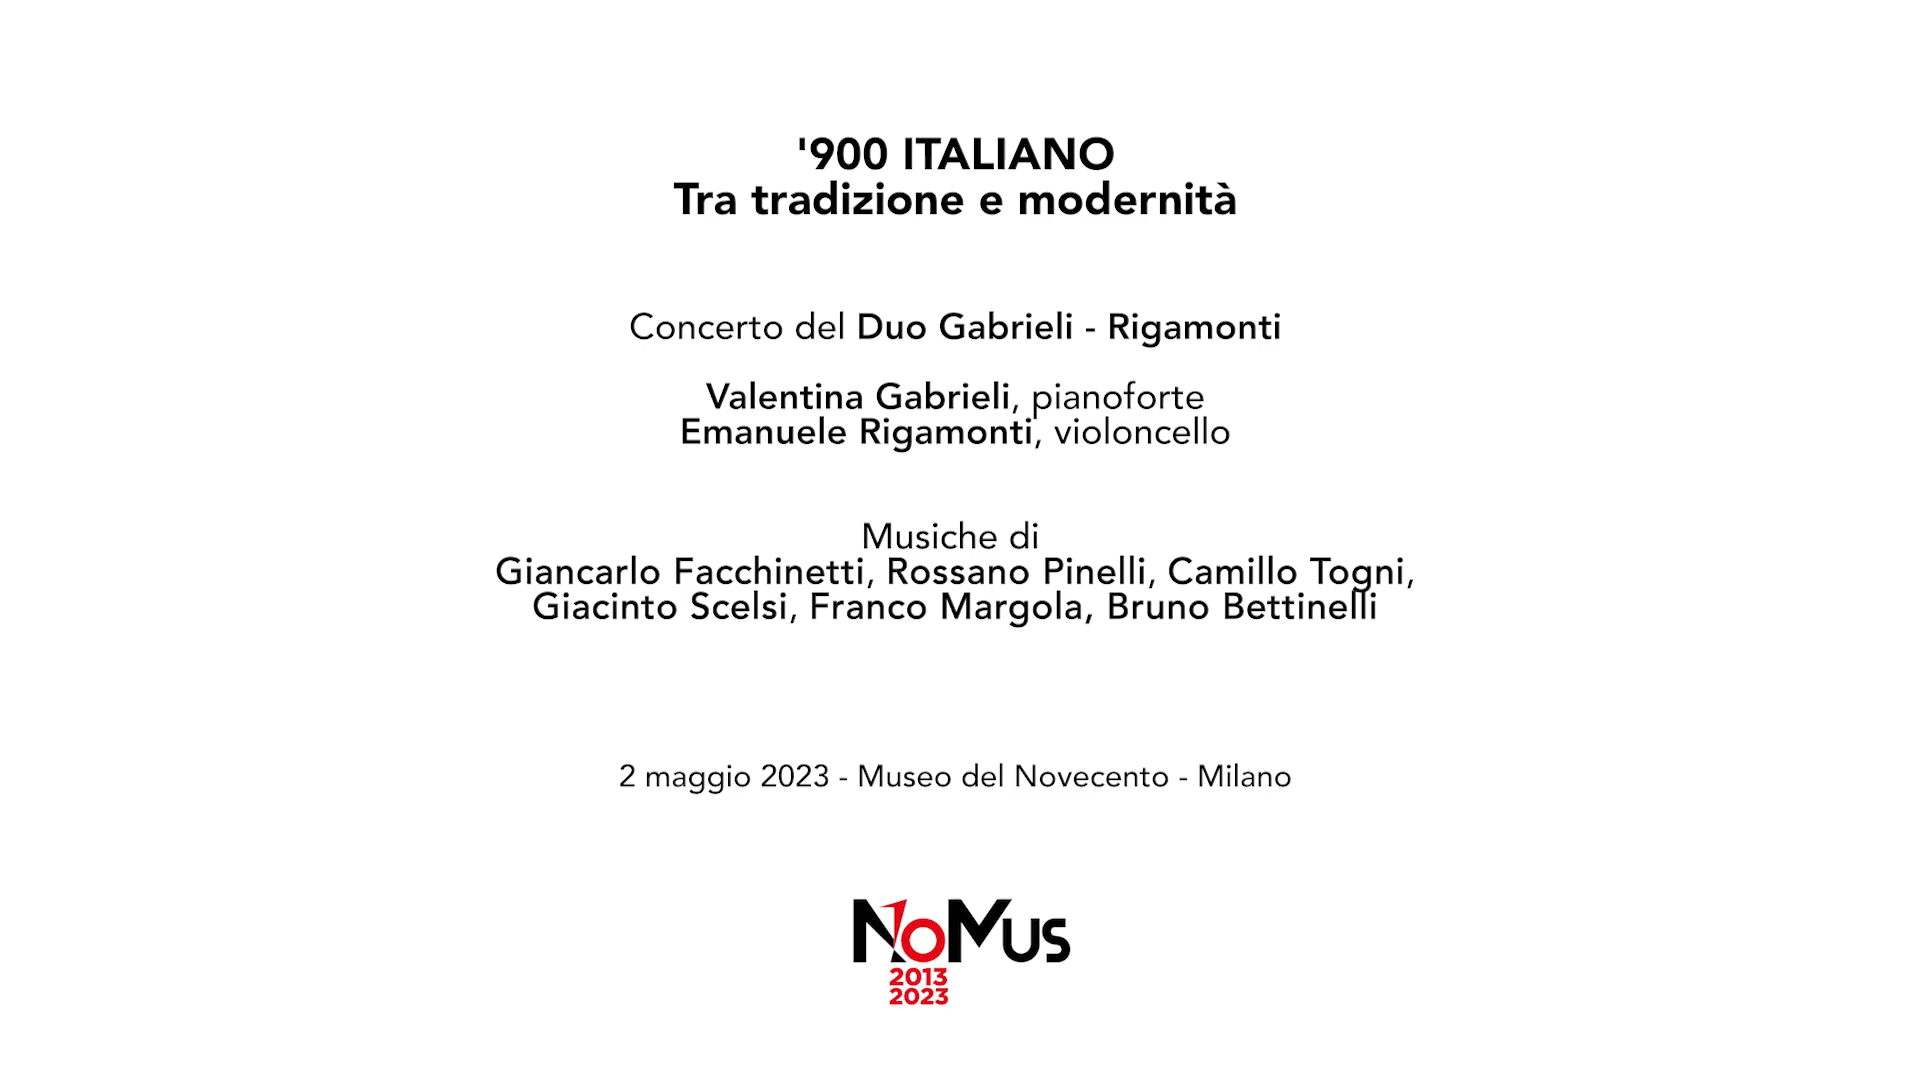 '900 ITALIANO
Tra tradizione e modernità
Concerto del Duo Gabrieli - Rigamonti
Valentina Gabrieli, pianoforte
Emanuele Rigamonti, violoncello
Musiche di
Giancarlo Facchinetti, Rossano Pinelli, Camillo Togni,
Giacinto Scelsi, Franco Margola, Bruno Bettinelli
2 maggio 2023 - Museo del Novecento - Milano
NoMus
2013
2023